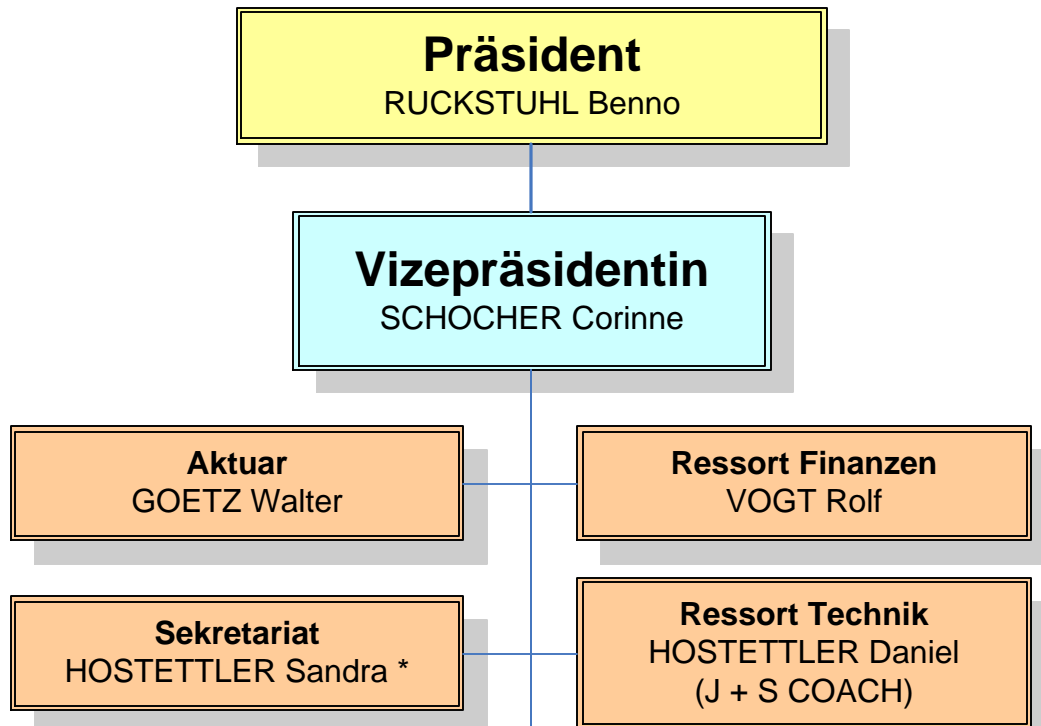 Präsident
RUCKSTUHL Benno
Vizepräsidentin
SCHOCHER Corinne
Aktuar
GOETZ Walter
Ressort Finanzen
VOGT Rolf
Sekretariat
HOSTETTLER Sandra *
Ressort Technik
HOSTETTLER Daniel
(J + S COACH)